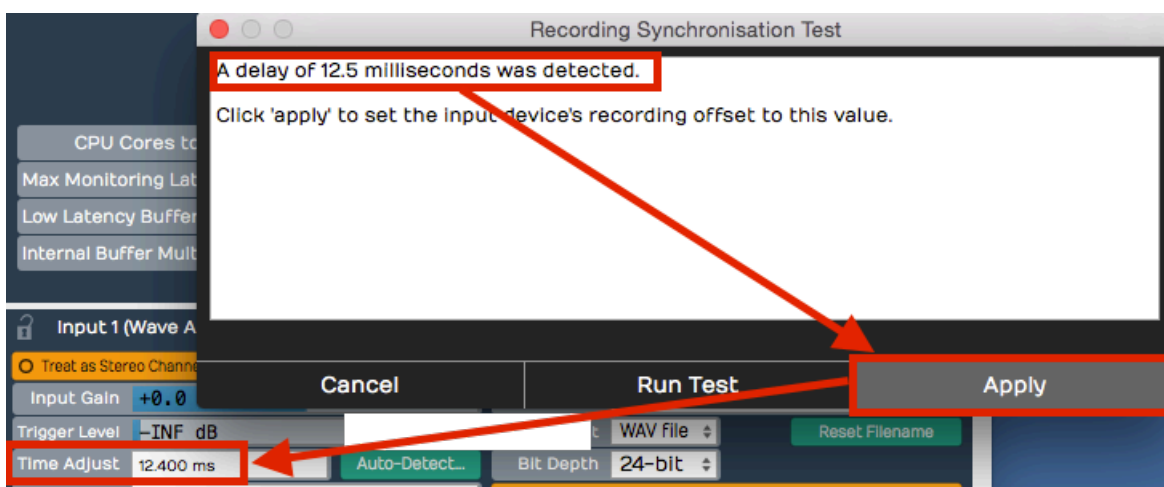 Recording Synchronisation Test
A delay of 12.5 milliseconds was detected.
Click 'apply' to set the input device's recording offset to this value.
CPU Cores to
Max Monitoring Lat
Low Latency Buffer
Internal Buffer Mult
Input 1 (Wave A
Treat as Stereo Channe
Cancel
Run Test
Apply
Input Gain +0.0
Trigger Level -INF dB
WAV file
Reset Filename
Time Adjust 12.400 ms
Auto-Detect...
Bit Depth 24-bit